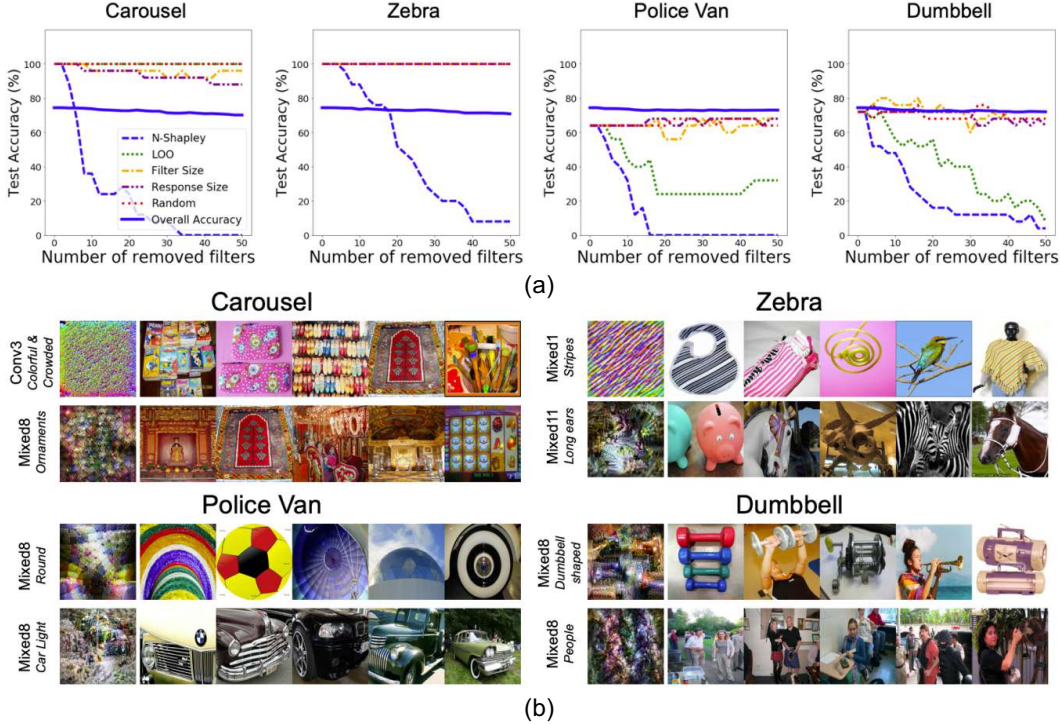 Carousel
Zebra
Police Van
Dumbbell
Test Accuracy (%)
100
80
60
40
20
0
N-Shapley
LOO
Filter Size
Response Size
Random
Overall Accuracy
0 10 20 30 40 50
Number of removed filters
Test Accuracy (%)
100
80
60
40
20
0
0 10 20 30 40 50
Number of removed filters
Test Accuracy (%)
100
80
60
40
20
0
0 10 20 30 40 50
Number of removed filters
Test Accuracy (%)
100
80
60
40
20
0
0 10 20 30 40 50
Number of removed filters
(a)
Carousel
Conv3
Colorful &
Crowded
Mixed8
Ornaments
Zebra
Mixed1
Stripes
Mixed11
Long ears
Police Van
Mixed8
Round
Mixed8
Car Light
Dumbbell
Mixed8
Dumbbell
shaped
Mixed8
People
(b)